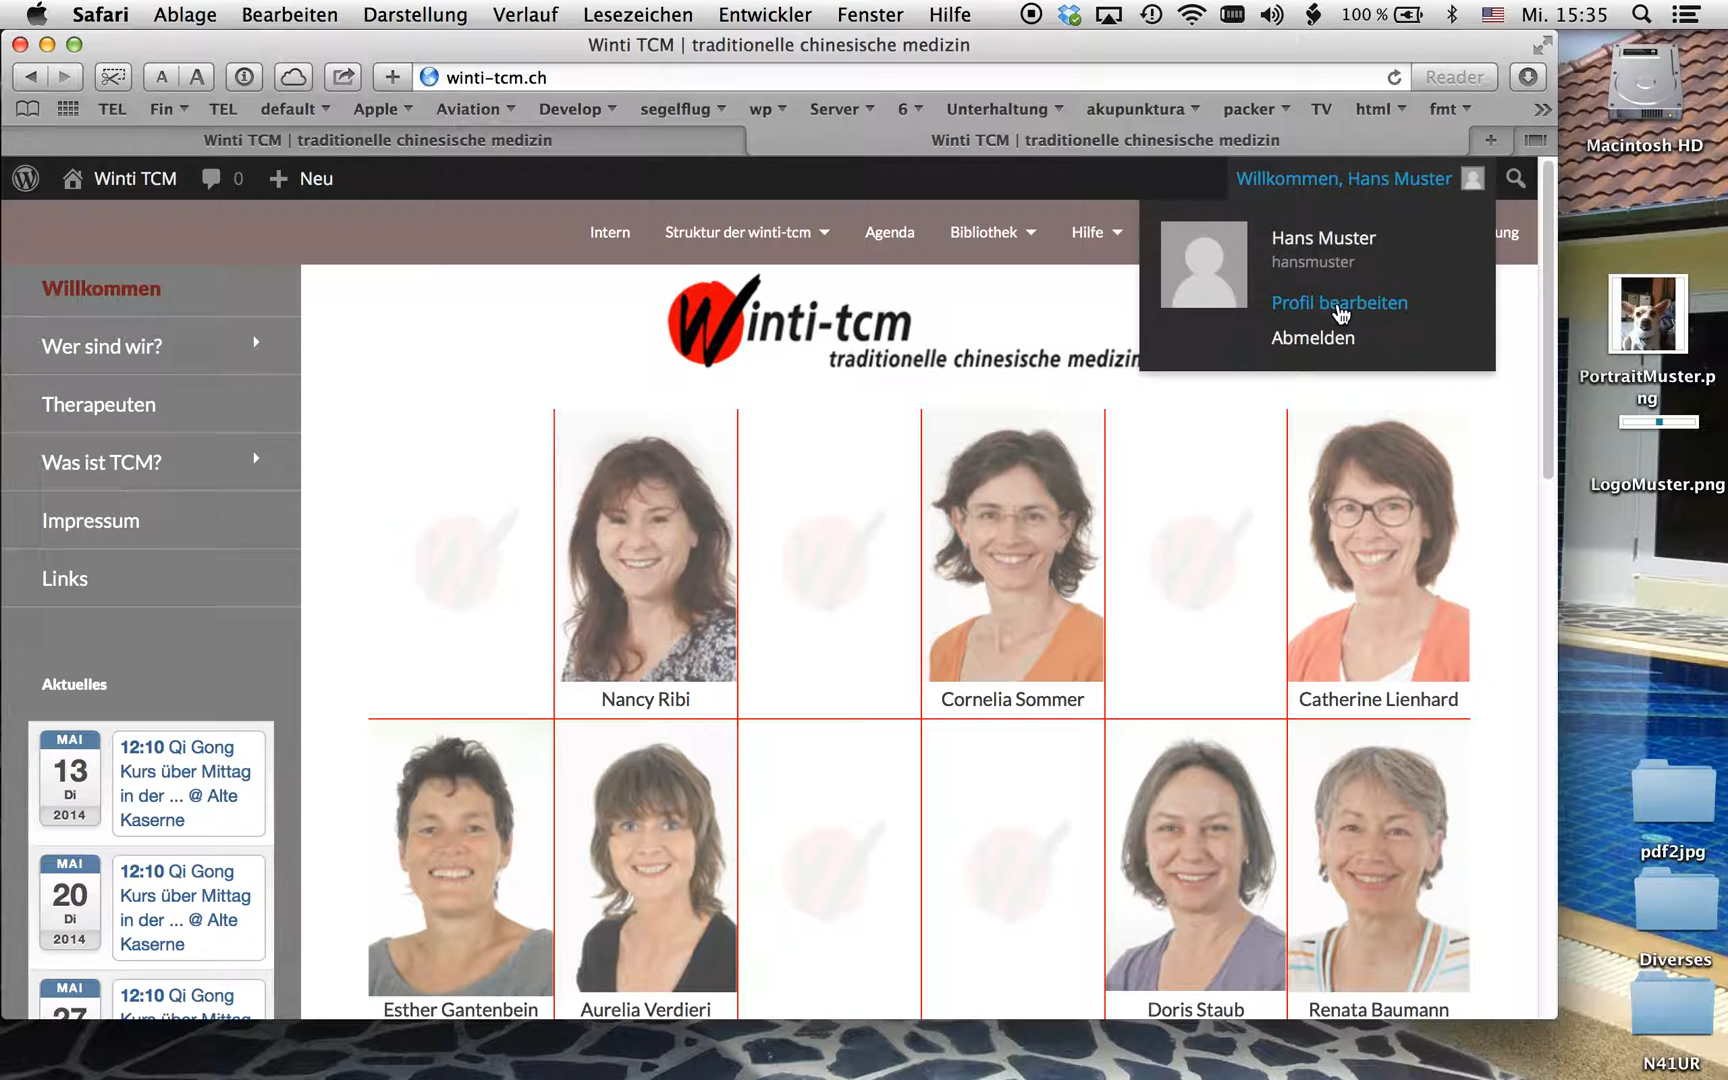 Safari Ablage Bearbeiten Darstellung Verlauf Lesezeichen Entwickler Fenster Hilfe 100 % Mi. 15:35
Winti TCM | traditionelle chinesische medizin
A A winti-tcm.ch Reader
TEL Fin TEL default Apple Aviation Develop segelflug wp Server 6 Unterhaltung akupunktura packer TV html fmt
Winti TCM | traditionelle chinesische medizin Winti TCM | traditionelle chinesische medizin
Winti TCM 0 Neu Willkommen, Hans Muster
Intern Struktur der winti-tcm Agenda Bibliothek Hilfe ung
Hans Muster
hansmuster
Profil bearbeiten
Abmelden
Willkommen
Wer sind wir?
Therapeuten
Was ist TCM?
Impressum
Links
Winti-tcm
traditionelle chinesische medizin
Nancy Ribi Cornelia Sommer Catherine Lienhard
Esther Gantenbein Aurelia Verdieri Doris Staub Renata Baumann
Aktuelles
MAI
13
Di
2014
12:10 Qi Gong
Kurs über Mittag
in der ... @ Alte
Kaserne
MAI
20
Di
2014
12:10 Qi Gong
Kurs über Mittag
in der ... @ Alte
Kaserne
MAI
27
12:10 Qi Gong
Kurs über Mittag
Macintosh HD
PortraitMuster.p
ng
LogoMuster.png
pdf2jpg
Diverses
N41UR